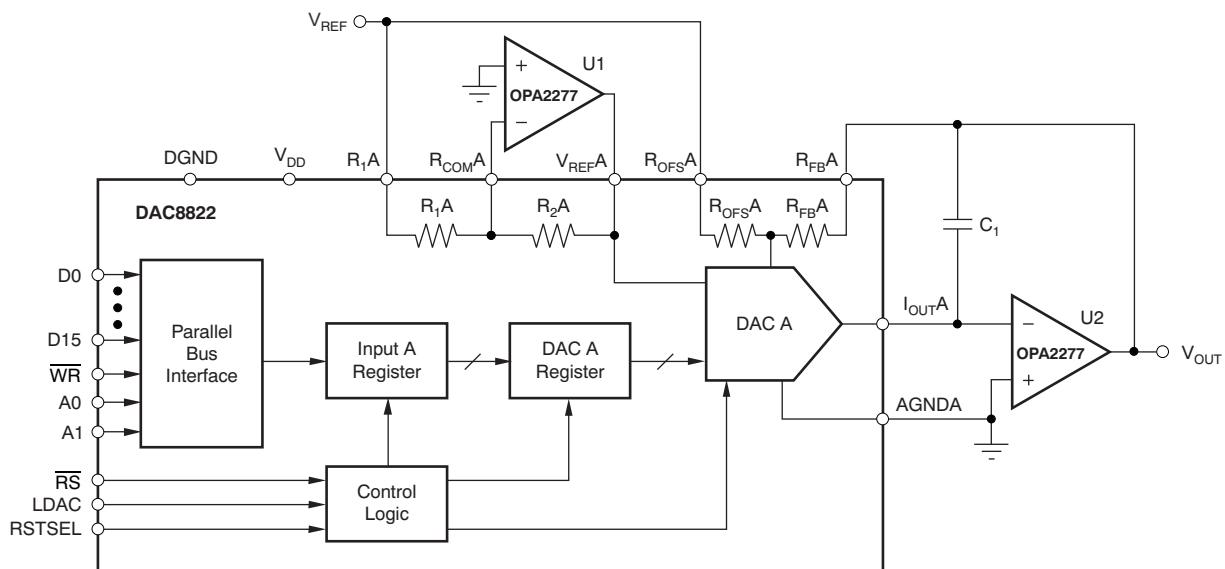 V_REF
U1
+
OPA2277
−
DGND
V_DD
R_1A
R_COMA
V_REFA
R_OFSA
R_FBA
DAC8822
R_1A
R_2A
R_OFSA
R_FBA
C_1
D0
D15
WR
A0
A1
Parallel
Bus
Interface
Input A
Register
DAC A
Register
DAC A
I_OUTA
−
U2
OPA2277
+
V_OUT
AGNDA
RS
LDAC
RSTSEL
Control
Logic